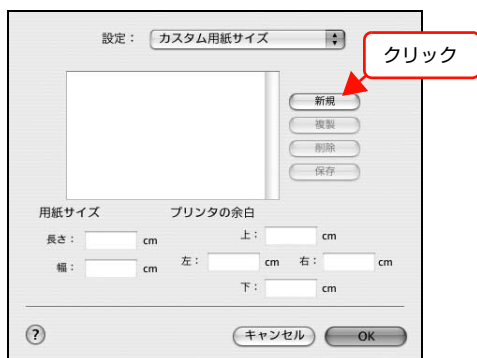 設定： カスタム用紙サイズ
クリック
新規
複製
削除
保存
用紙サイズ
プリンタの余白
長さ： cm
上： cm
幅： cm
左： cm 右： cm
下： cm
? キャンセル OK